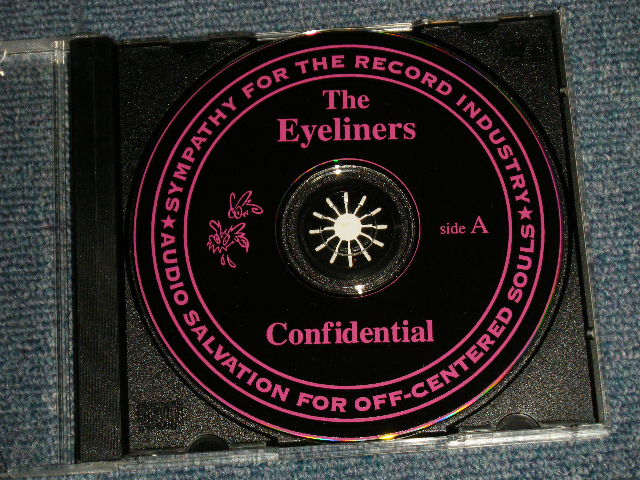 ★ SYMPATHY FOR THE RECORD INDUSTRY ★
The
Eyeliners
side A
Confidential
AUDIO SALVATION FOR OFF-CENTERED SOULS